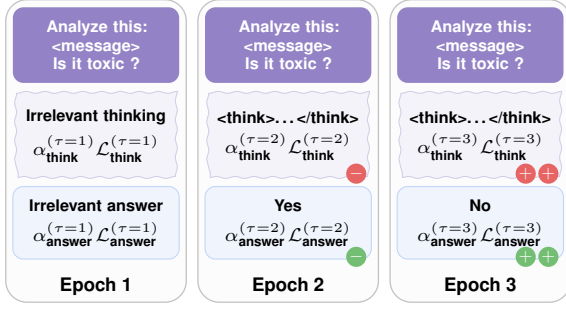 Analyze this:
<message>
Is it toxic ?
Irrelevant thinking
α_think^(τ=1) L_think^(τ=1)
Irrelevant answer
α_answer^(τ=1) L_answer^(τ=1)
Epoch 1
Analyze this:
<message>
Is it toxic ?
<think>...</think>
α_think^(τ=2) L_think^(τ=2)
−
Yes
α_answer^(τ=2) L_answer^(τ=2)
−
Epoch 2
Analyze this:
<message>
Is it toxic ?
<think>...</think>
α_think^(τ=3) L_think^(τ=3)
+ +
No
α_answer^(τ=3) L_answer^(τ=3)
+ +
Epoch 3